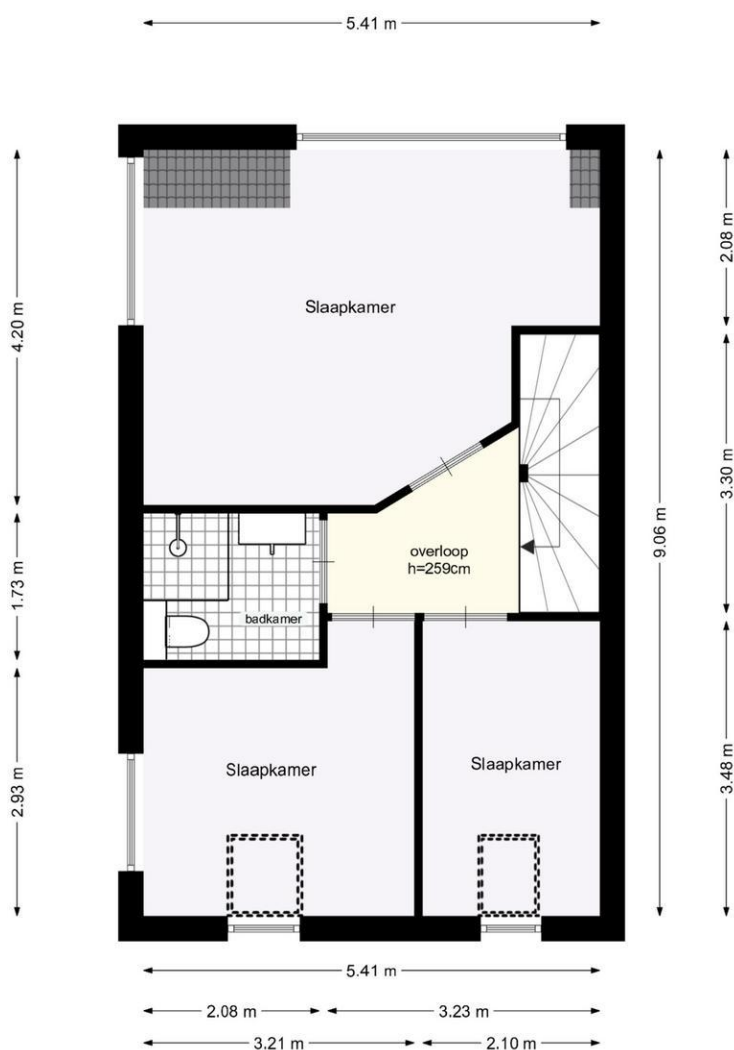 5.41 m
4.20 m
1.73 m
2.93 m
Slaapkamer
overloop
h=259cm
badkamer
Slaapkamer
Slaapkamer
9.06 m
2.08 m
3.30 m
3.48 m
5.41 m
2.08 m
3.23 m
3.21 m
2.10 m